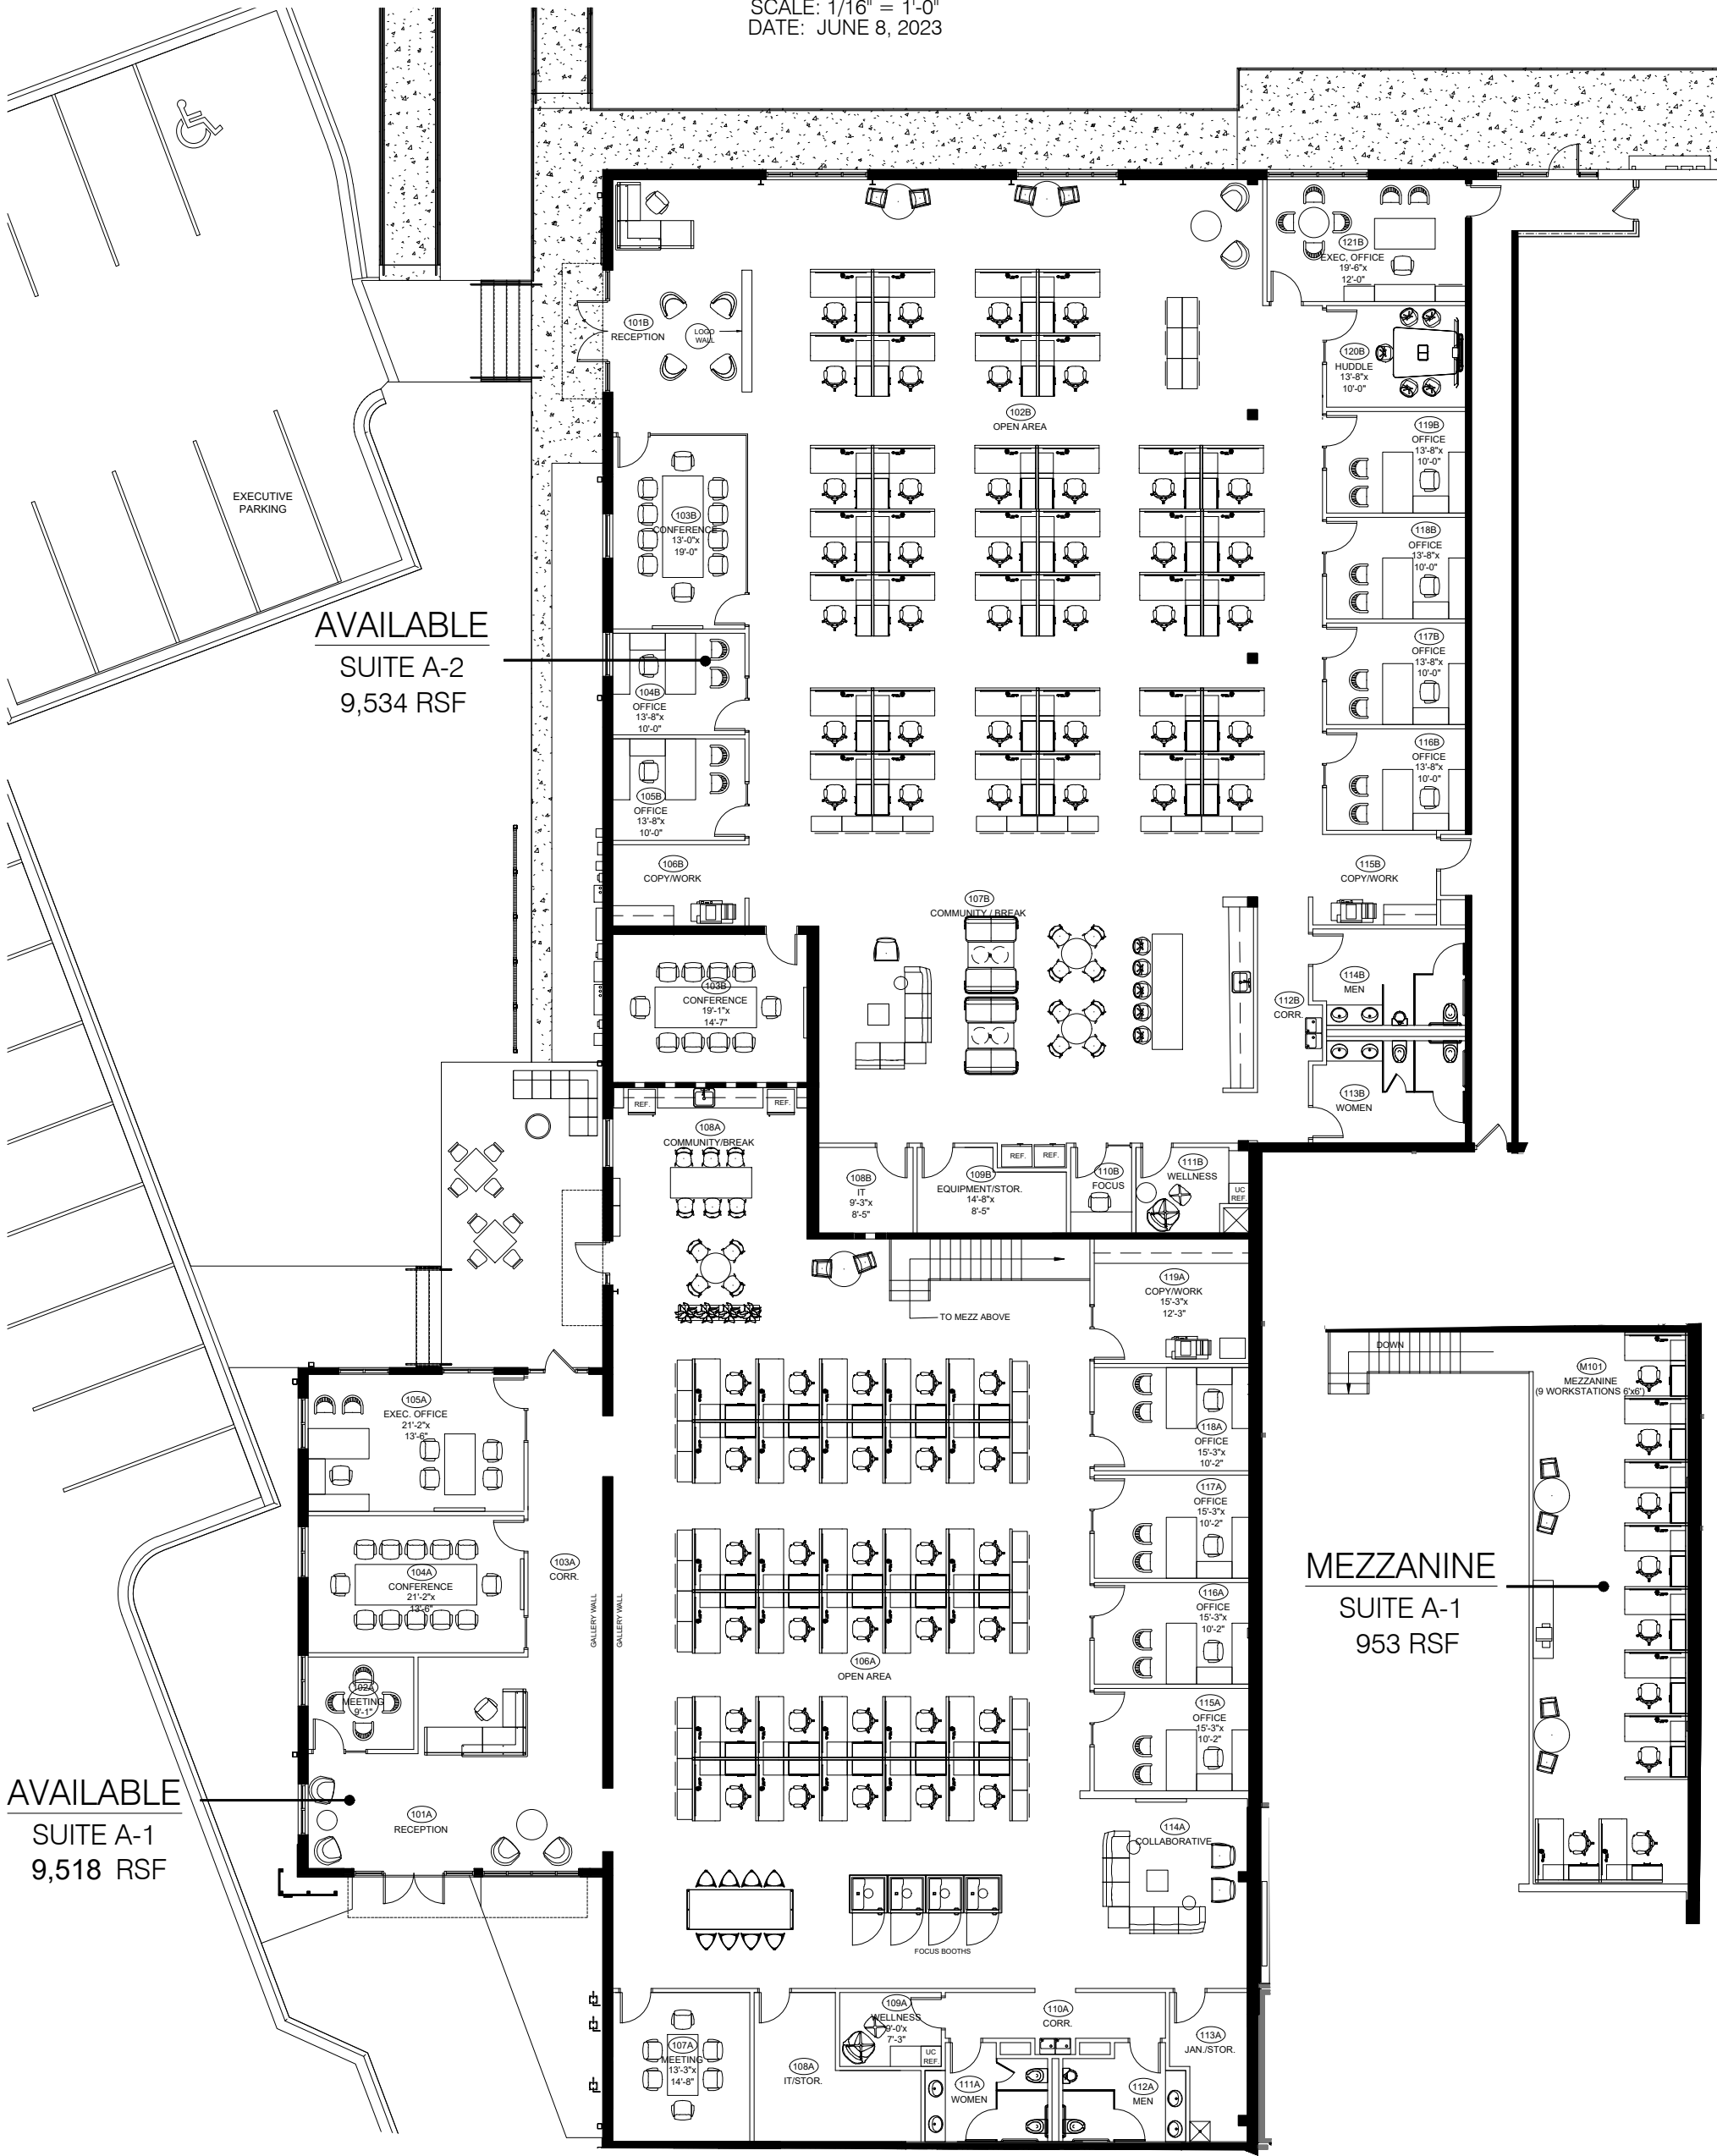 SCALE: 1/16" = 1'-0"
DATE: JUNE 8, 2023
EXECUTIVE
PARKING
AVAILABLE
SUITE A-2
9,534 RSF
101B
RECEPTION
LOGO
WALL
102B
OPEN AREA
121B
EXEC, OFFICE
19'-6"x
12'-0"
120B
HUDDLE
13'-8"x
10'-0"
119B
OFFICE
13'-8"x
10'-0"
118B
OFFICE
13'-8"x
10'-0"
117B
OFFICE
13'-8"x
10'-0"
116B
OFFICE
13'-8"x
10'-0"
103B
CONFERENCE
13'-0"x
19'-0"
104B
OFFICE
13'-8"x
10'-0"
105B
OFFICE
13'-8"x
10'-0"
106B
COPY/WORK
115B
COPY/WORK
107B
COMMUNITY / BREAK
103B
CONFERENCE
19'-1"x
14'-7"
114B
MEN
112B
CORR.
113B
WOMEN
REF.
REF.
108A
COMMUNITY/BREAK
108B
IT
9'-3"x
8'-5"
109B
EQUIPMENT/STOR.
14'-8"x
8'-5"
REF.
REF.
110B
FOCUS
111B
WELLNESS
UC
REF.
TO MEZZ ABOVE
119A
COPY/WORK
15'-3"x
12'-3"
118A
OFFICE
15'-3"x
10'-2"
117A
OFFICE
15'-3"x
10'-2"
116A
OFFICE
15'-3"x
10'-2"
115A
OFFICE
15'-3"x
10'-2"
105A
EXEC. OFFICE
21'-2"x
13'-6"
104A
CONFERENCE
21'-2"x
13'-6"
103A
CORR.
GALLERY WALL
GALLERY WALL
102A
MEETING
9'-1"
106A
OPEN AREA
AVAILABLE
SUITE A-1
9,518 RSF
101A
RECEPTION
114A
COLLABORATIVE
FOCUS BOOTHS
107A
MEETING
13'-3"x
14'-8"
108A
IT/STOR.
109A
WELLNESS
9'-0"x
7'-3"
UC
REF.
110A
CORR.
111A
WOMEN
112A
MEN
113A
JAN./STOR.
DOWN
M101
MEZZANINE
(9 WORKSTATIONS 6'x6')
MEZZANINE
SUITE A-1
953 RSF